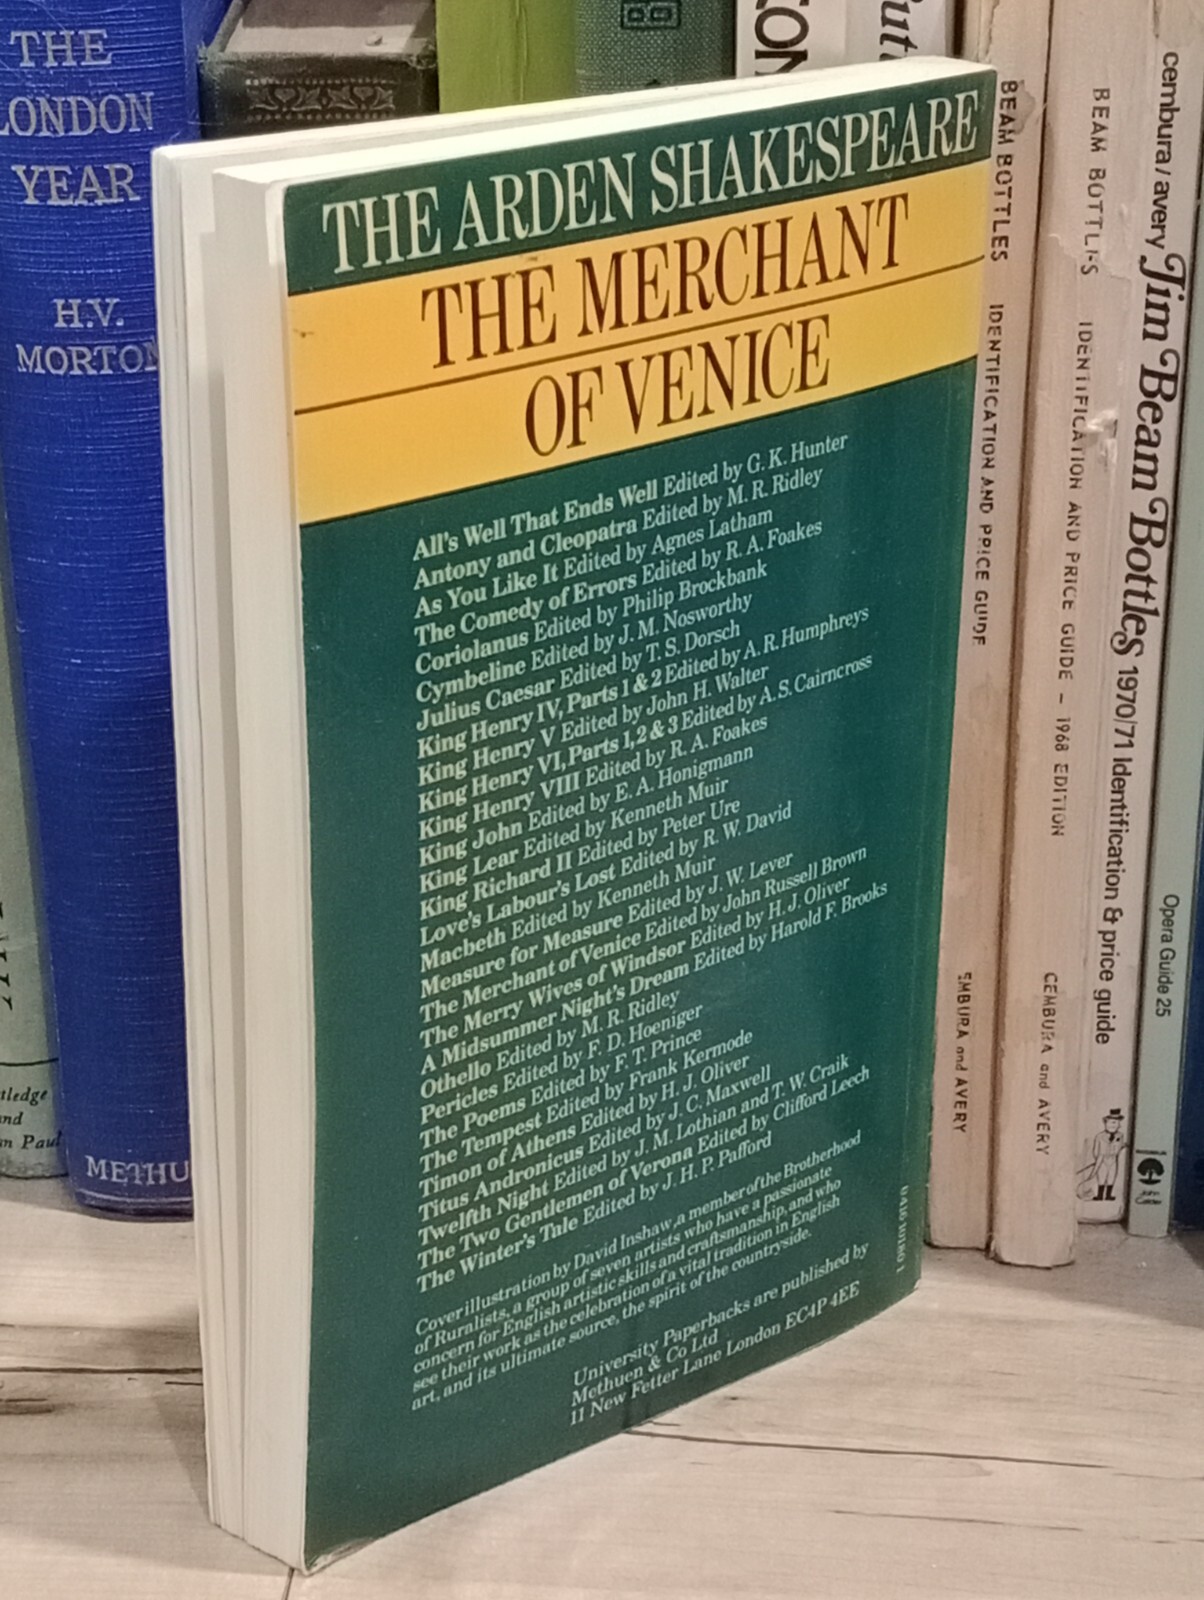 THE
LONDON
YEAR
H.V.
MORTON
METHU
THE ARDEN SHAKESPEARE
THE MERCHANT
OF VENICE
All's Well That Ends Well Edited by G. K. Hunter
Antony and Cleopatra Edited by M. R. Ridley
As You Like It Edited by Agnes Latham
The Comedy of Errors Edited by R. A. Foakes
Coriolanus Edited by Philip Brockbank
Cymbeline Edited by J. M. Nosworthy
Julius Caesar Edited by T. S. Dorsch
King Henry IV, Parts 1 & 2 Edited by A. R. Humphreys
King Henry V Edited by John H. Walter
King Henry VI, Parts 1, 2 & 3 Edited by A. S. Cairncross
King Henry VIII Edited by R. A. Foakes
King John Edited by E. A. Honigmann
King Lear Edited by Kenneth Muir
King Richard II Edited by Peter Ure
Love's Labour's Lost Edited by R. W. David
Macbeth Edited by Kenneth Muir
Measure for Measure Edited by J. W. Lever
The Merchant of Venice Edited by John Russell Brown
The Merry Wives of Windsor Edited by H. J. Oliver
A Midsummer Night's Dream Edited by Harold F. Brooks
Othello Edited by M. R. Ridley
Pericles Edited by F. D. Hoeniger
The Poems Edited by F. T. Prince
The Tempest Edited by Frank Kermode
Timon of Athens Edited by H. J. Oliver
Titus Andronicus Edited by J. C. Maxwell
Twelfth Night Edited by J. M. Lothian and T. W. Craik
The Two Gentlemen of Verona Edited by Clifford Leech
The Winter's Tale Edited by J. H. P. Pafford
Cover illustration by David Inshaw, a member of the Brotherhood
of Ruralists, a group of seven artists who have a passionate
concern for English artistic skills and craftsmanship, and who
see their work as the celebration of a vital tradition in English
art, and its ultimate source, the spirit of the countryside.
University Paperbacks are published by
Methuen & Co Ltd
11 New Fetter Lane London EC4P 4EE
BEAM BOTTLES IDENTIFICATION AND PRICE GUIDE EMBURA and AVERY
BEAM BOTTLES IDENTIFICATION AND PRICE GUIDE – 1968 EDITION CEMBURA and AVERY
cembura / avery Jim Beam Bottles 1970/71 Identification & price guide
Opera Guide 25